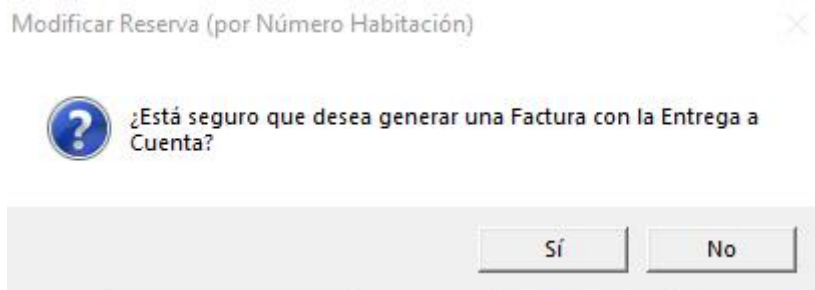 Modificar Reserva (por Número Habitación)
¿Está seguro que desea generar una Factura con la Entrega a
Cuenta?
Sí
No